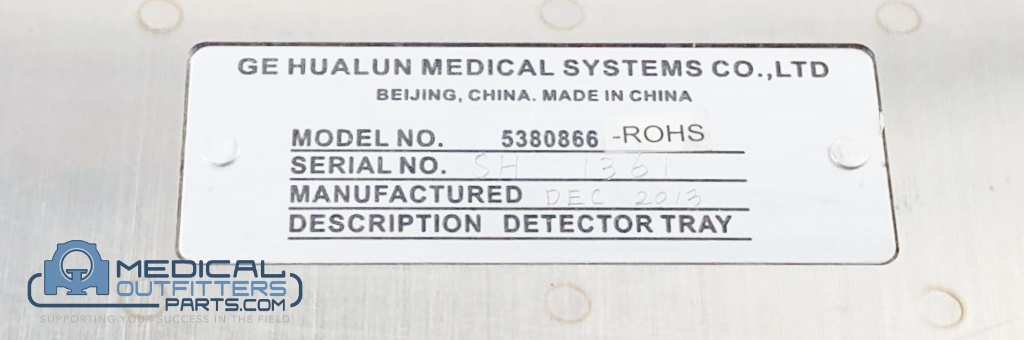 GE HUALUN MEDICAL SYSTEMS CO.,LTD
BEIJING, CHINA. MADE IN CHINA
MODEL NO. 5380866 -ROHS
SERIAL NO. SH 1361
MANUFACTURED DEC 2013
DESCRIPTION DETECTOR TRAY
MEDICAL
OUTFITTERS
PARTS.COM
SUPPORTING YOUR SUCCESS IN THE FIELD